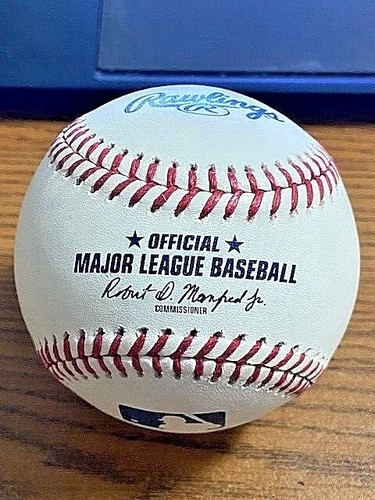 Rawlings
★ OFFICIAL ★
MAJOR LEAGUE BASEBALL
Robert D. Manfred Jr.
COMMISSIONER